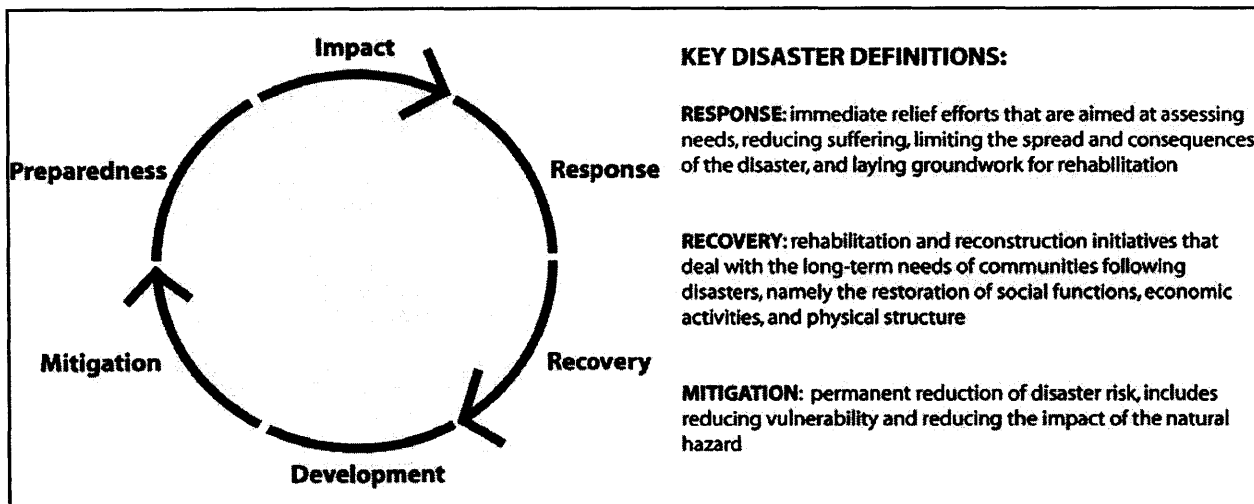 Impact
Preparedness
Response
Mitigation
Recovery
Development
KEY DISASTER DEFINITIONS:
RESPONSE: immediate relief efforts that are aimed at assessing
needs, reducing suffering, limiting the spread and consequences
of the disaster, and laying groundwork for rehabilitation
RECOVERY: rehabilitation and reconstruction initiatives that
deal with the long-term needs of communities following
disasters, namely the restoration of social functions, economic
activities, and physical structure
MITIGATION: permanent reduction of disaster risk, includes
reducing vulnerability and reducing the impact of the natural
hazard